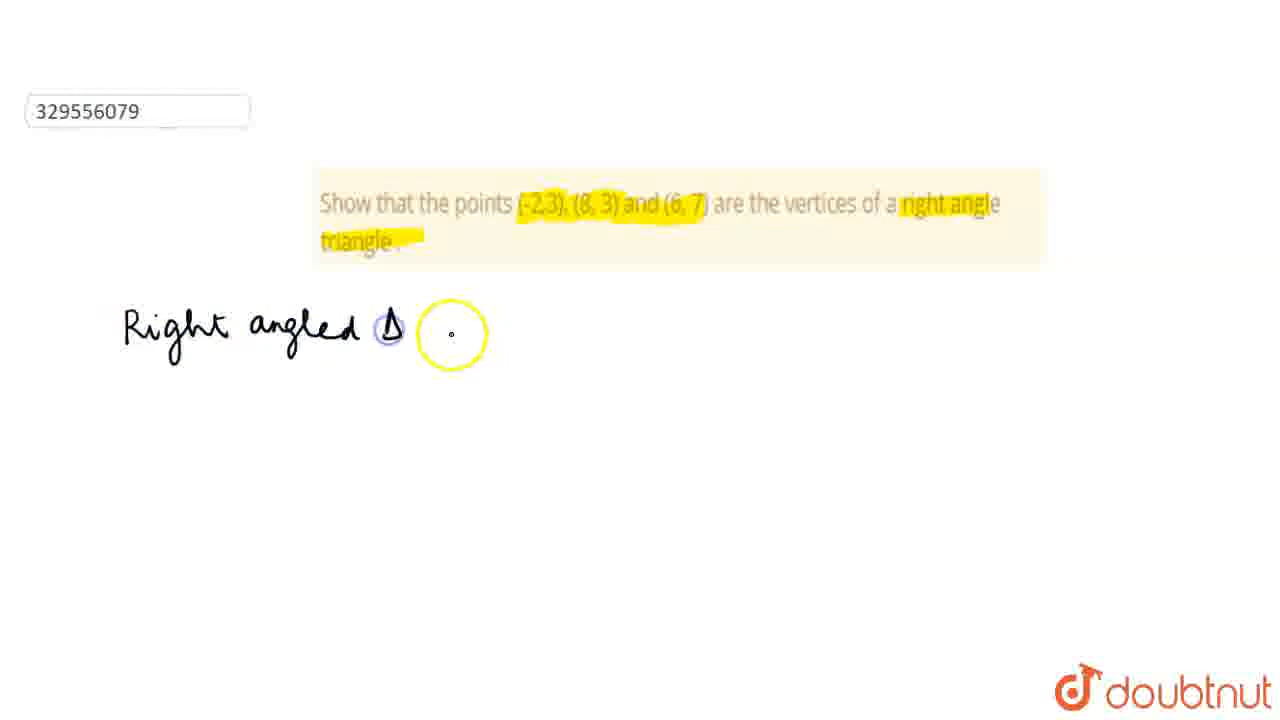 329556079
Show that the points (-2,3), (8, 3) and (6, 7) are the vertices of a right angle
triangle .
Right angled Δ
doubtnut